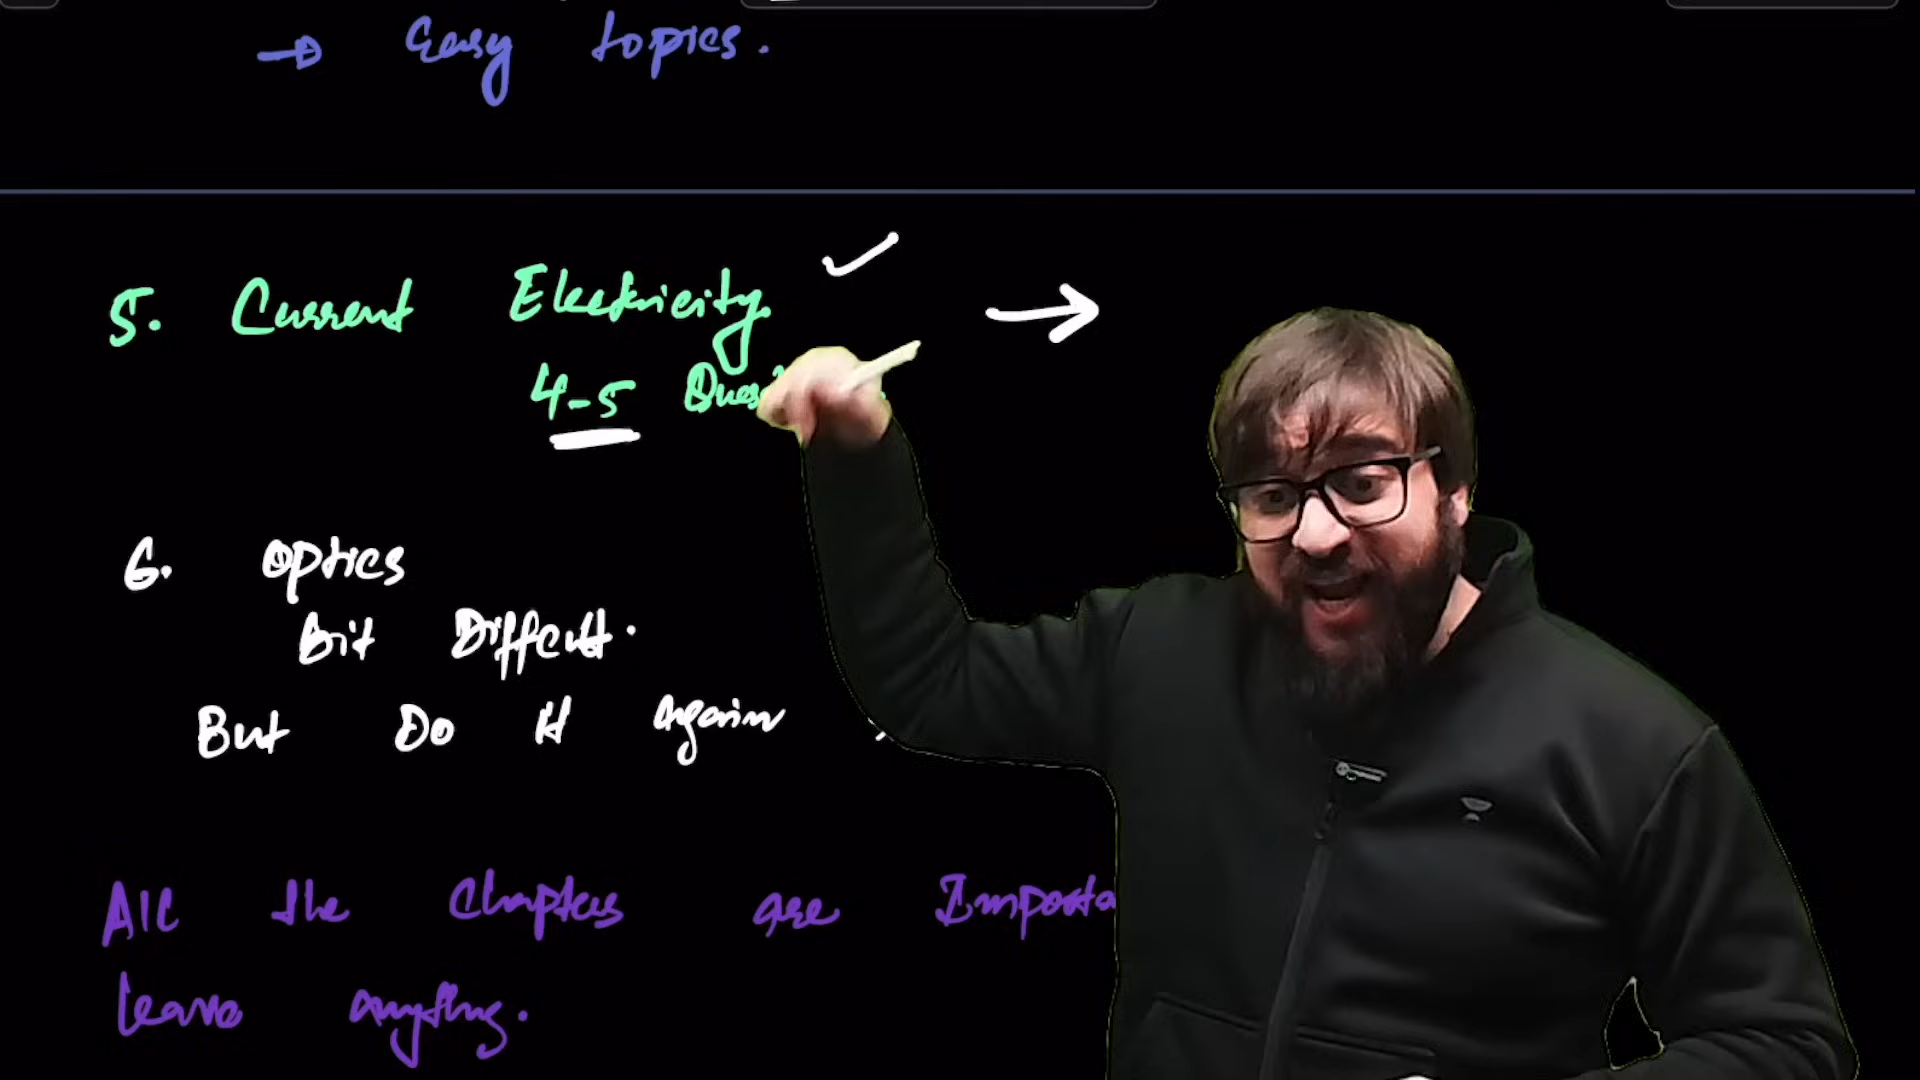 → Easy topics.
5. Current Electricity ✓ →
4-5
6. Optics
Bit
But Do it Again
All the Chapters are
leave anything.